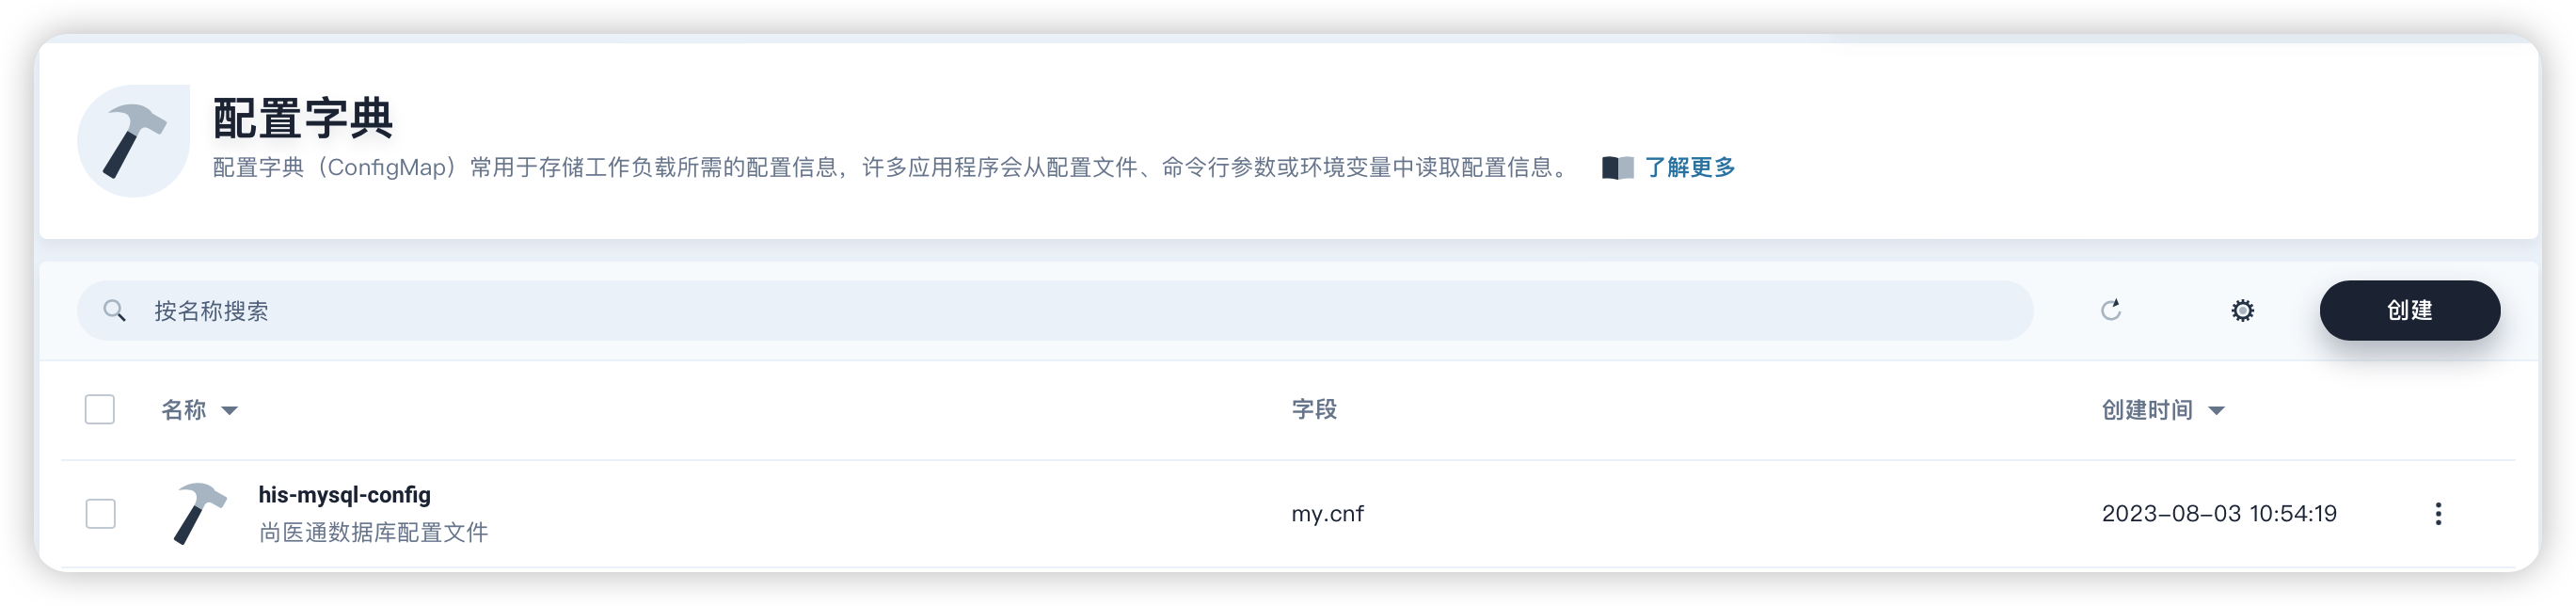 配置字典
配置字典（ConfigMap）常用于存储工作负载所需的配置信息，许多应用程序会从配置文件、命令行参数或环境变量中读取配置信息。 了解更多
按名称搜索 创建
名称 字段 创建时间
his-mysql-config
尚医通数据库配置文件
my.cnf 2023-08-03 10:54:19